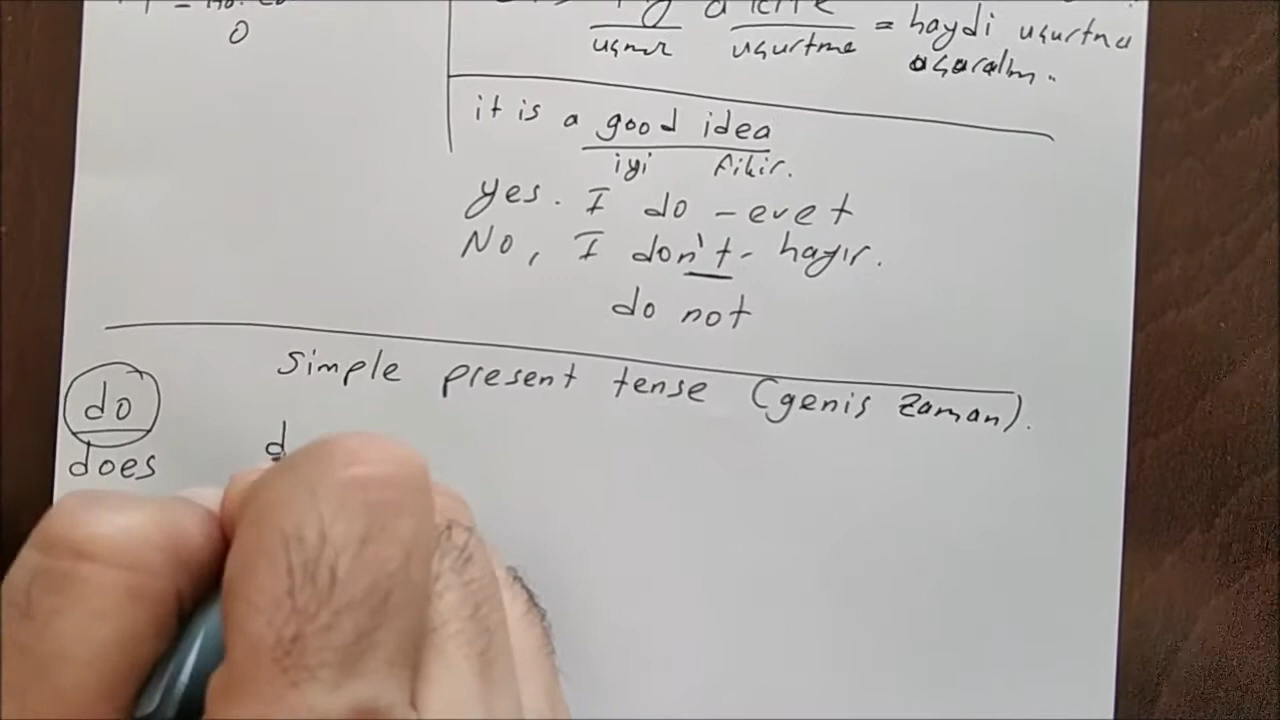 0
uçmak uçurtma = haydi uçurtma
uçuralım.
it is a good idea
iyi fikir.
yes. I do - evet
No, I don't - hayır.
do not
Simple present tense (genis zaman).
do
does
d